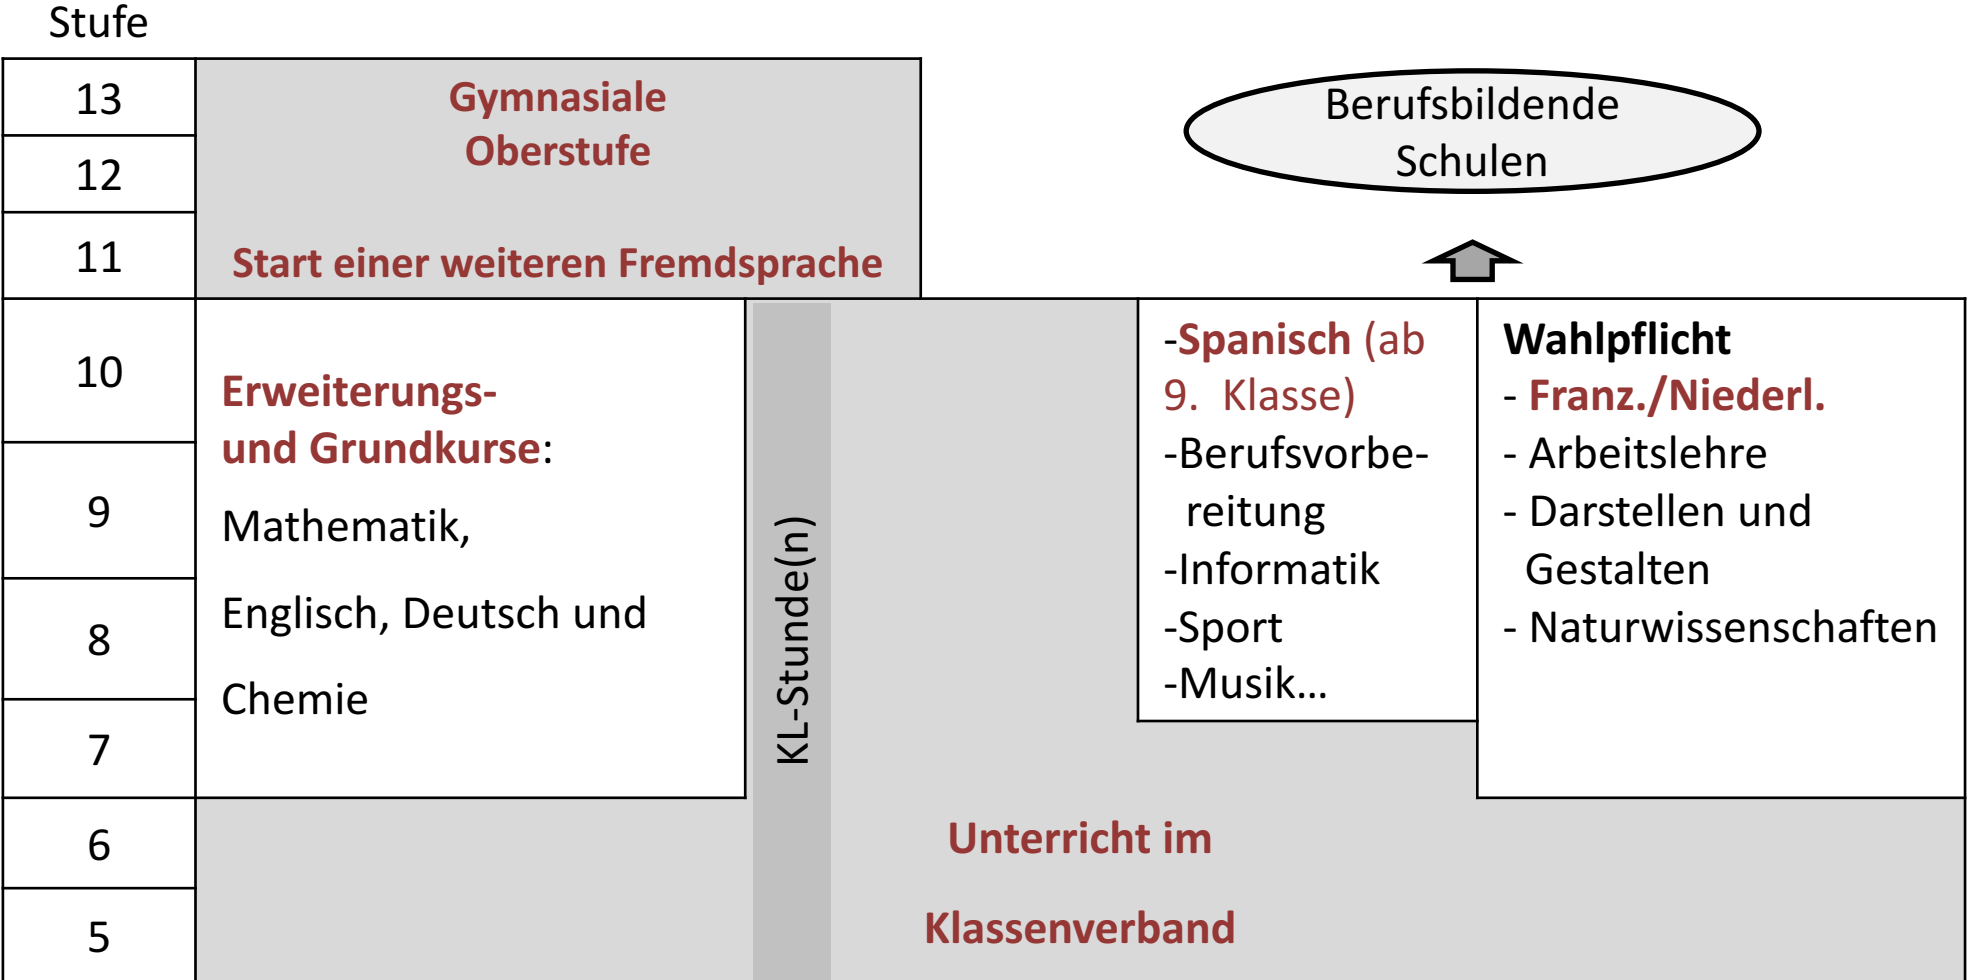 Stufe
13
12
11
10
9
8
7
6
5
Gymnasiale
Oberstufe
Start einer weiteren Fremdsprache
Berufsbildende
Schulen
Erweiterungs-
und Grundkurse:
Mathematik,
Englisch, Deutsch und
Chemie
KL-Stunde(n)
-Spanisch (ab
9. Klasse)
-Berufsvorbe-
reitung
-Informatik
-Sport
-Musik...
Wahlpflicht
- Franz./Niederl.
- Arbeitslehre
- Darstellen und
Gestalten
- Naturwissenschaften
Unterricht im
Klassenverband